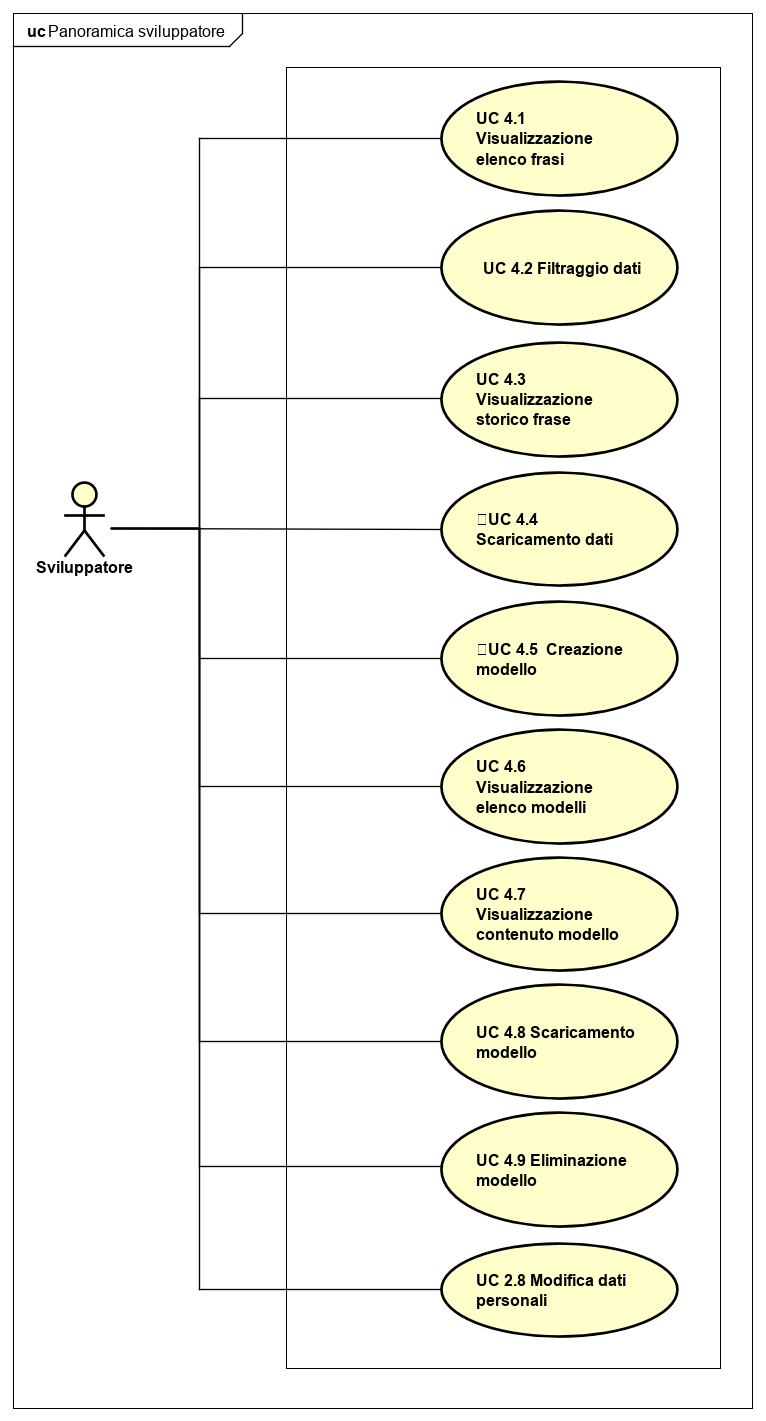 uc Panoramica sviluppatore
UC 4.1
Visualizzazione
elenco frasi
UC 4.2 Filtraggio dati
UC 4.3
Visualizzazione
storico frase
UC 4.4
Scaricamento dati
Sviluppatore
UC 4.5  Creazione
modello
UC 4.6
Visualizzazione
elenco modelli
UC 4.7
Visualizzazione
contenuto modello
UC 4.8 Scaricamento
modello
UC 4.9 Eliminazione
modello
UC 2.8 Modifica dati
personali